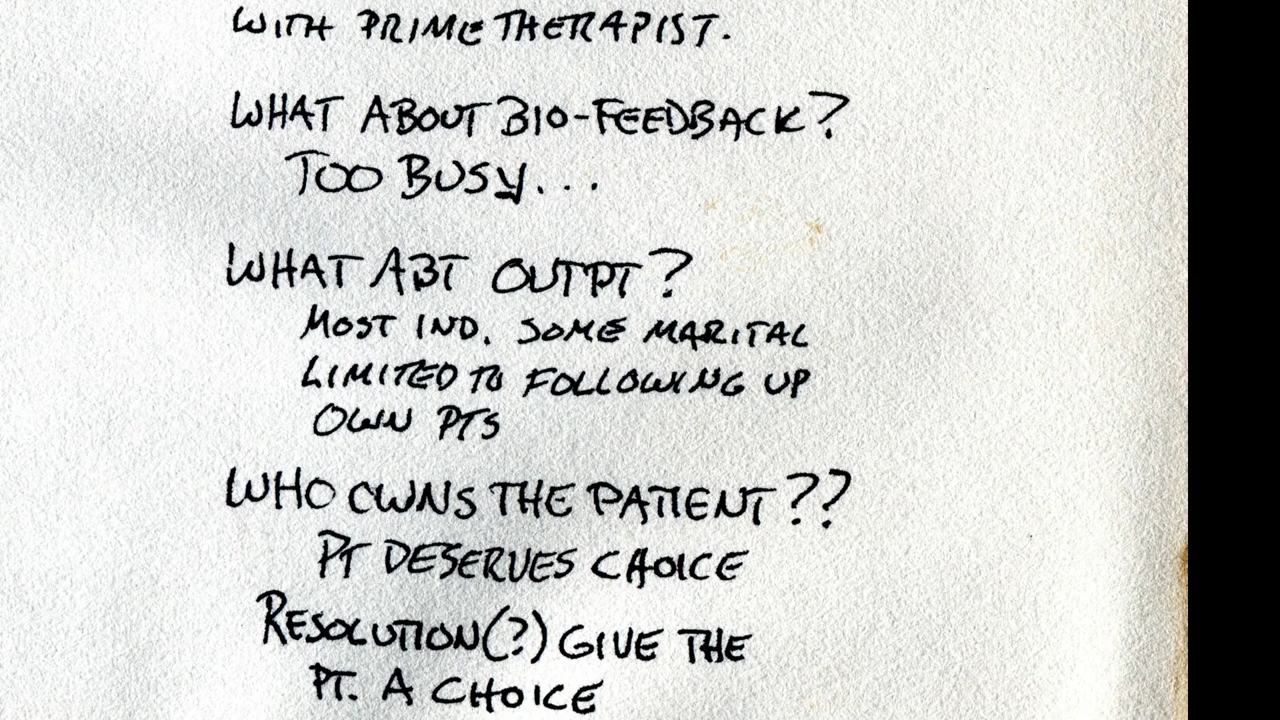 WITH PRIME THERAPIST.
WHAT ABOUT BIO-FEEDBACK?
TOO BUSY...
WHAT ABT OUTPT?
MOST IND. SOME MARITAL
LIMITED TO FOLLOWING UP
OWN PTS
WHO OWNS THE PATIENT??
PT DESERVES CHOICE
RESOLUTION(?) GIVE THE
PT. A CHOICE